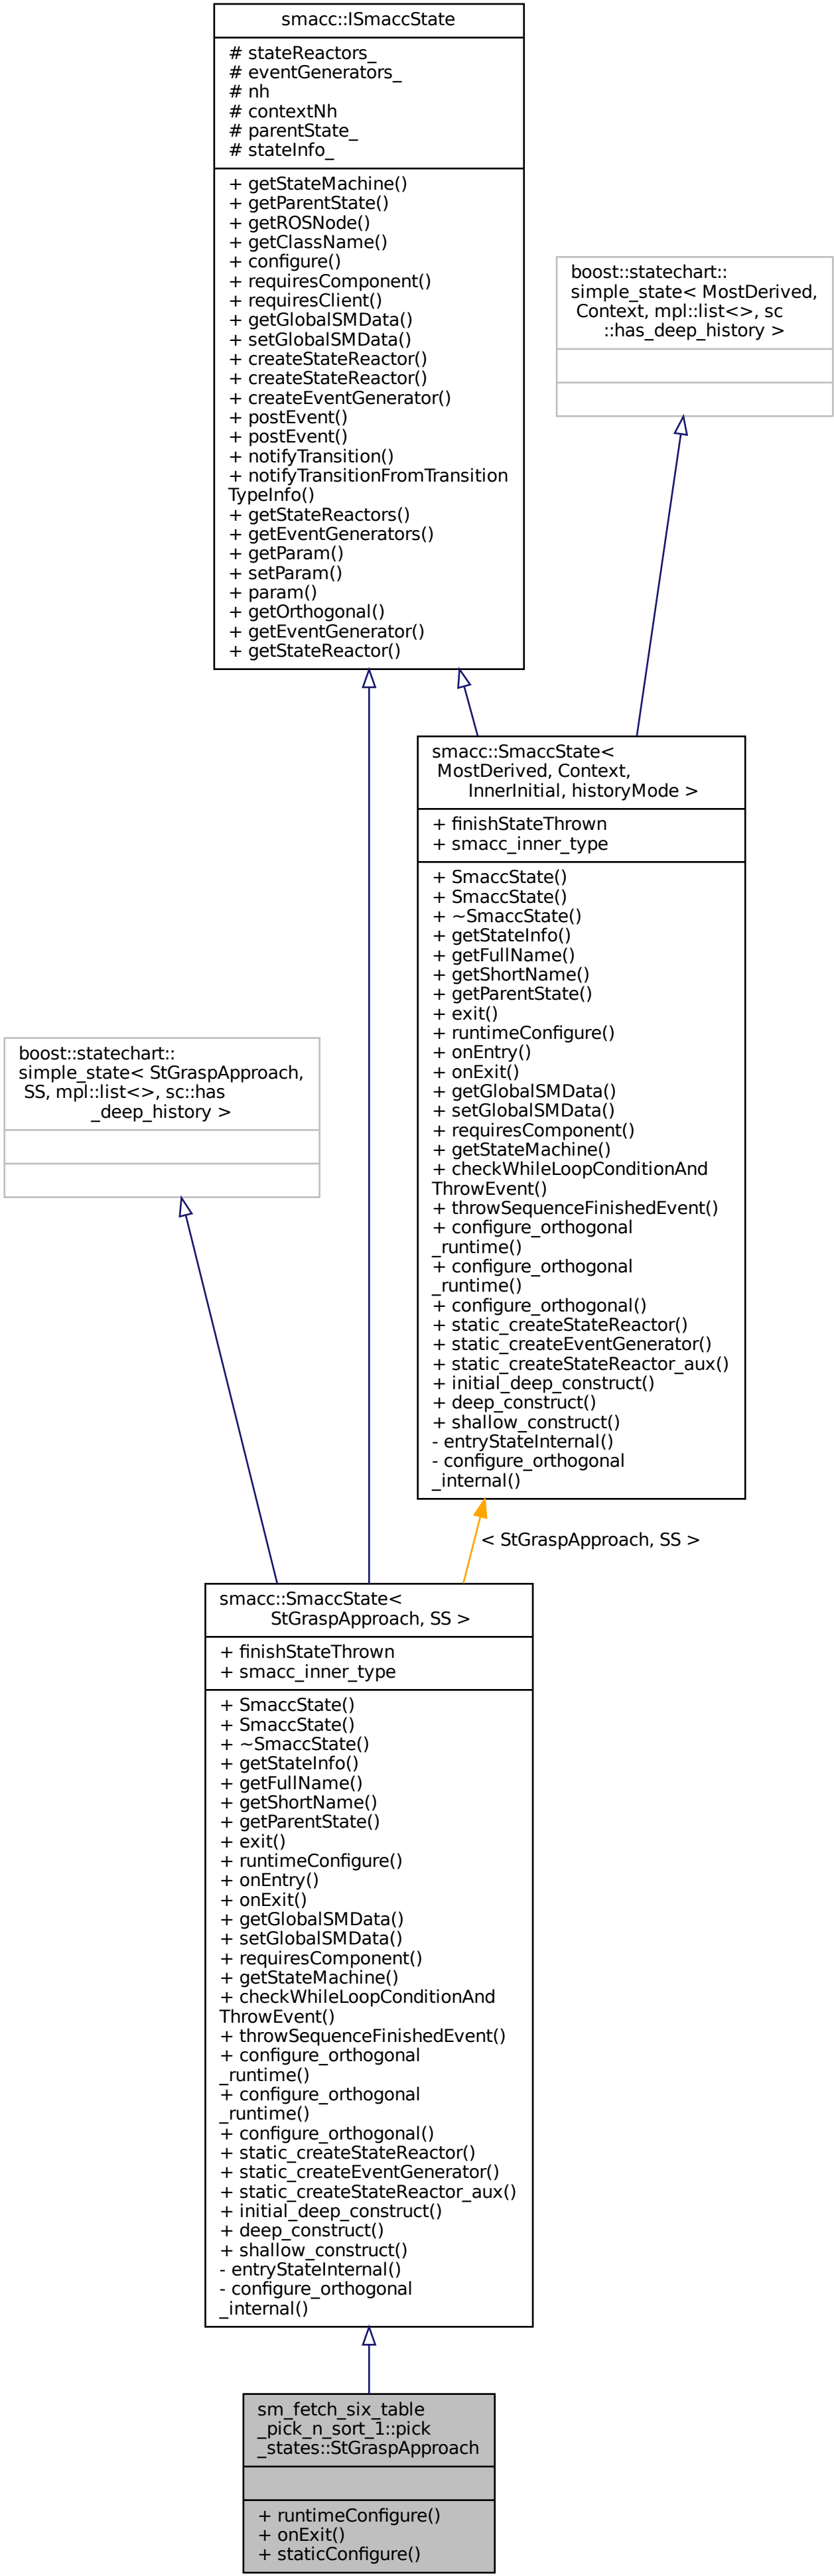 smacc::ISmaccState
# stateReactors_
# eventGenerators_
# nh
# contextNh
# parentState_
# stateInfo_
+ getStateMachine()
+ getParentState()
+ getROSNode()
+ getClassName()
+ configure()
+ requiresComponent()
+ requiresClient()
+ getGlobalSMData()
+ setGlobalSMData()
+ createStateReactor()
+ createStateReactor()
+ createEventGenerator()
+ postEvent()
+ postEvent()
+ notifyTransition()
+ notifyTransitionFromTransition
TypeInfo()
+ getStateReactors()
+ getEventGenerators()
+ getParam()
+ setParam()
+ param()
+ getOrthogonal()
+ getEventGenerator()
+ getStateReactor()
boost::statechart::
simple_state< MostDerived,
Context, mpl::list<>, sc
::has_deep_history >
smacc::SmaccState<
MostDerived, Context,
InnerInitial, historyMode >
+ finishStateThrown
+ smacc_inner_type
+ SmaccState()
+ SmaccState()
+ ~SmaccState()
+ getStateInfo()
+ getFullName()
+ getShortName()
+ getParentState()
+ exit()
+ runtimeConfigure()
+ onEntry()
+ onExit()
+ getGlobalSMData()
+ setGlobalSMData()
+ requiresComponent()
+ getStateMachine()
+ checkWhileLoopConditionAnd
ThrowEvent()
+ throwSequenceFinishedEvent()
+ configure_orthogonal
_runtime()
+ configure_orthogonal
_runtime()
+ configure_orthogonal()
+ static_createStateReactor()
+ static_createEventGenerator()
+ static_createStateReactor_aux()
+ initial_deep_construct()
+ deep_construct()
+ shallow_construct()
- entryStateInternal()
- configure_orthogonal
_internal()
boost::statechart::
simple_state< StGraspApproach,
SS, mpl::list<>, sc::has
_deep_history >
< StGraspApproach, SS >
smacc::SmaccState<
StGraspApproach, SS >
+ finishStateThrown
+ smacc_inner_type
+ SmaccState()
+ SmaccState()
+ ~SmaccState()
+ getStateInfo()
+ getFullName()
+ getShortName()
+ getParentState()
+ exit()
+ runtimeConfigure()
+ onEntry()
+ onExit()
+ getGlobalSMData()
+ setGlobalSMData()
+ requiresComponent()
+ getStateMachine()
+ checkWhileLoopConditionAnd
ThrowEvent()
+ throwSequenceFinishedEvent()
+ configure_orthogonal
_runtime()
+ configure_orthogonal
_runtime()
+ configure_orthogonal()
+ static_createStateReactor()
+ static_createEventGenerator()
+ static_createStateReactor_aux()
+ initial_deep_construct()
+ deep_construct()
+ shallow_construct()
- entryStateInternal()
- configure_orthogonal
_internal()
sm_fetch_six_table
_pick_n_sort_1::pick
_states::StGraspApproach
+ runtimeConfigure()
+ onExit()
+ staticConfigure()